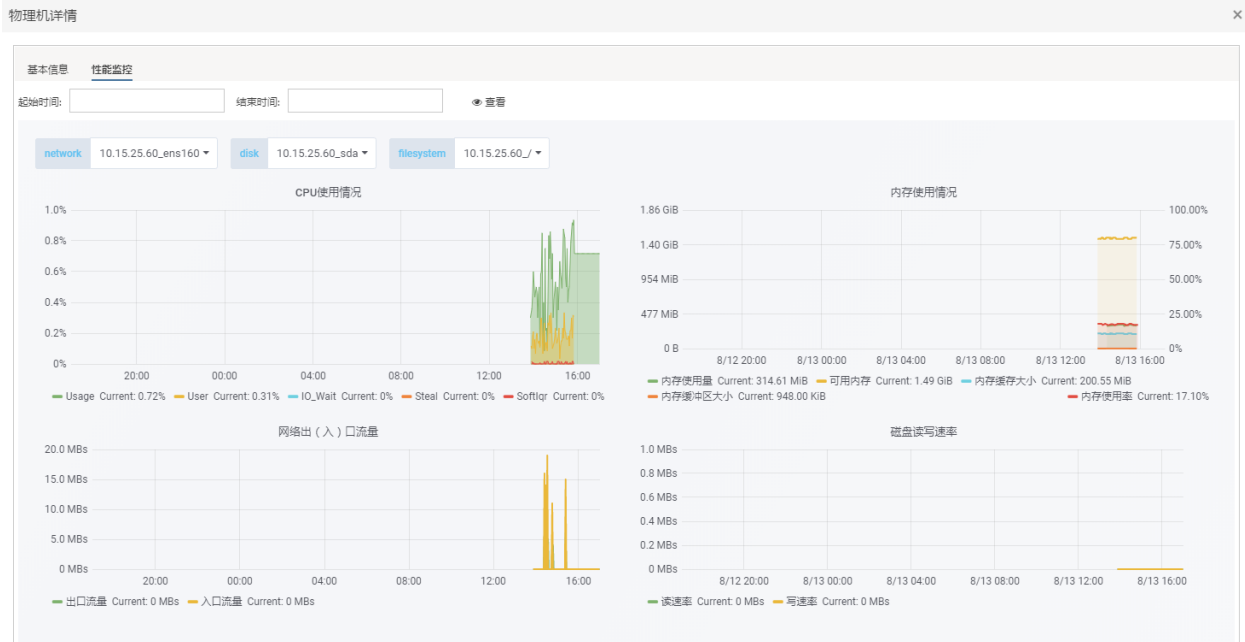 物理机详情 ×
基本信息 性能监控
起始时间: 结束时间: 查看
network 10.15.25.60_ens160 disk 10.15.25.60_sda filesystem 10.15.25.60_/
CPU使用情况
1.0%
0.8%
0.6%
0.4%
0.2%
0%
20:00 00:00 04:00 08:00 12:00 16:00
Usage Current: 0.72% User Current: 0.31% IO_Wait Current: 0% Steal Current: 0% SoftIqr Current: 0%
内存使用情况
1.86 GiB 100.00%
1.40 GiB 75.00%
954 MiB 50.00%
477 MiB 25.00%
0 B 0%
8/12 20:00 8/13 00:00 8/13 04:00 8/13 08:00 8/13 12:00 8/13 16:00
内存使用量 Current: 314.61 MiB 可用内存 Current: 1.49 GiB 内存缓存大小 Current: 200.55 MiB
内存缓冲区大小 Current: 948.00 KiB 内存使用率 Current: 17.10%
网络出（入）口流量
20.0 MBs
15.0 MBs
10.0 MBs
5.0 MBs
0 MBs
20:00 00:00 04:00 08:00 12:00 16:00
出口流量 Current: 0 MBs 入口流量 Current: 0 MBs
磁盘读写速率
1.0 MBs
0.8 MBs
0.6 MBs
0.4 MBs
0.2 MBs
0 MBs
8/12 20:00 8/13 00:00 8/13 04:00 8/13 08:00 8/13 12:00 8/13 16:00
读速率 Current: 0 MBs 写速率 Current: 0 MBs